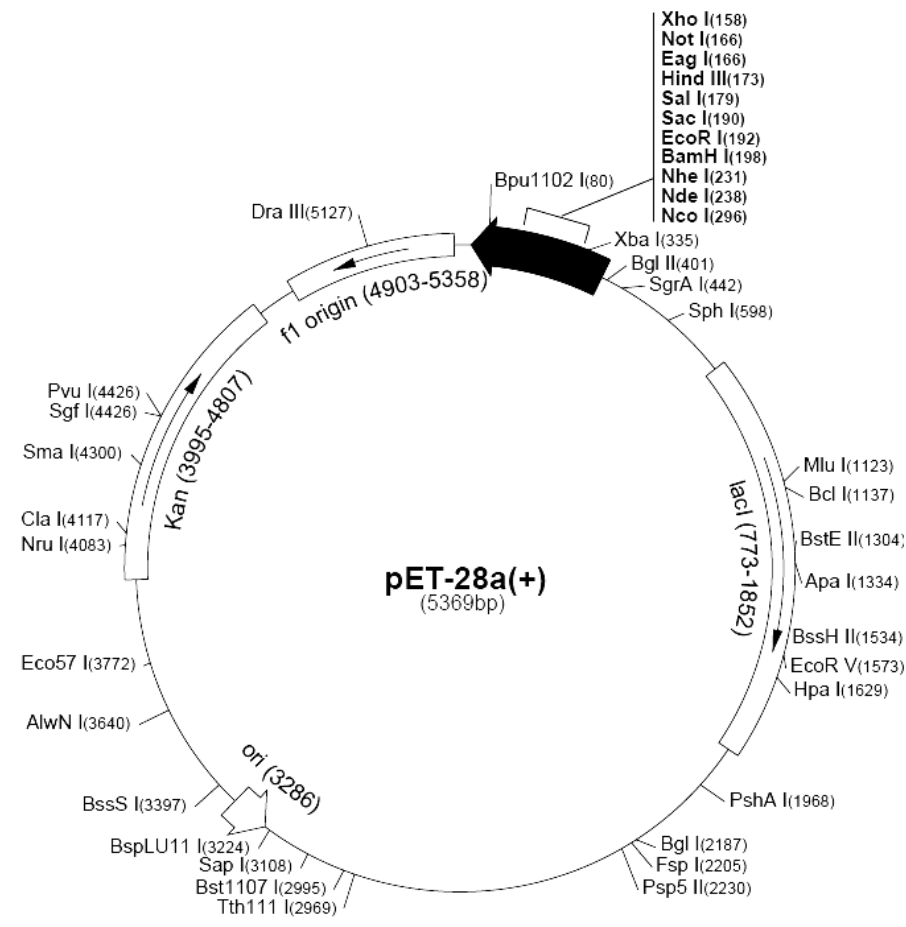 Xho I(158)
Not I(166)
Eag I(166)
Hind III(173)
Sal I(179)
Sac I(190)
EcoR I(192)
BamH I(198)
Nhe I(231)
Nde I(238)
Nco I(296)
Bpu1102 I(80)
Dra III(5127)
Xba I(335)
Bgl II(401)
SgrA I(442)
Sph I(598)
f1 origin (4903-5358)
Pvu I(4426)
Sgf I(4426)
Sma I(4300)
Kan (3995-4807)
Cla I(4117)
Nru I(4083)
lacI (773-1852)
Mlu I(1123)
Bcl I(1137)
BstE II(1304)
Apa I(1334)
BssH II(1534)
EcoR V(1573)
Hpa I(1629)
pET-28a(+)
(5369bp)
Eco57 I(3772)
AlwN I(3640)
ori (3286)
BssS I(3397)
BspLU11 I(3224)
Sap I(3108)
Bst1107 I(2995)
Tth111 I(2969)
PshA I(1968)
Bgl I(2187)
Fsp I(2205)
Psp5 II(2230)